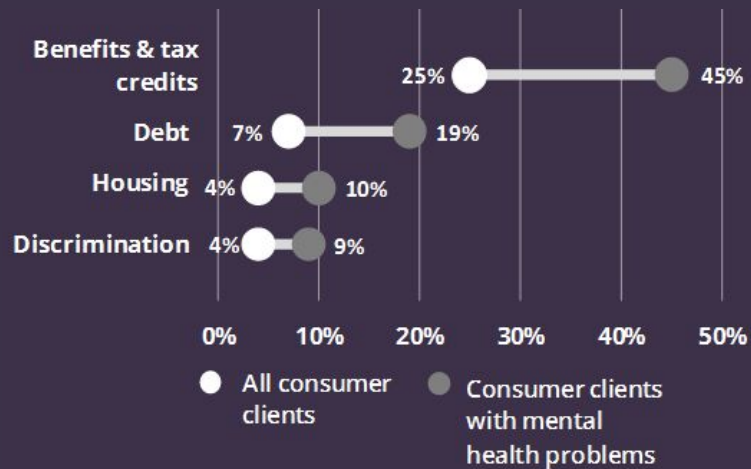 Benefits & tax
credits
25%
45%
Debt
7%
19%
Housing
4%
10%
Discrimination
4%
9%
0%
10%
20%
30%
40%
50%
All consumer
clients
Consumer clients
with mental
health problems